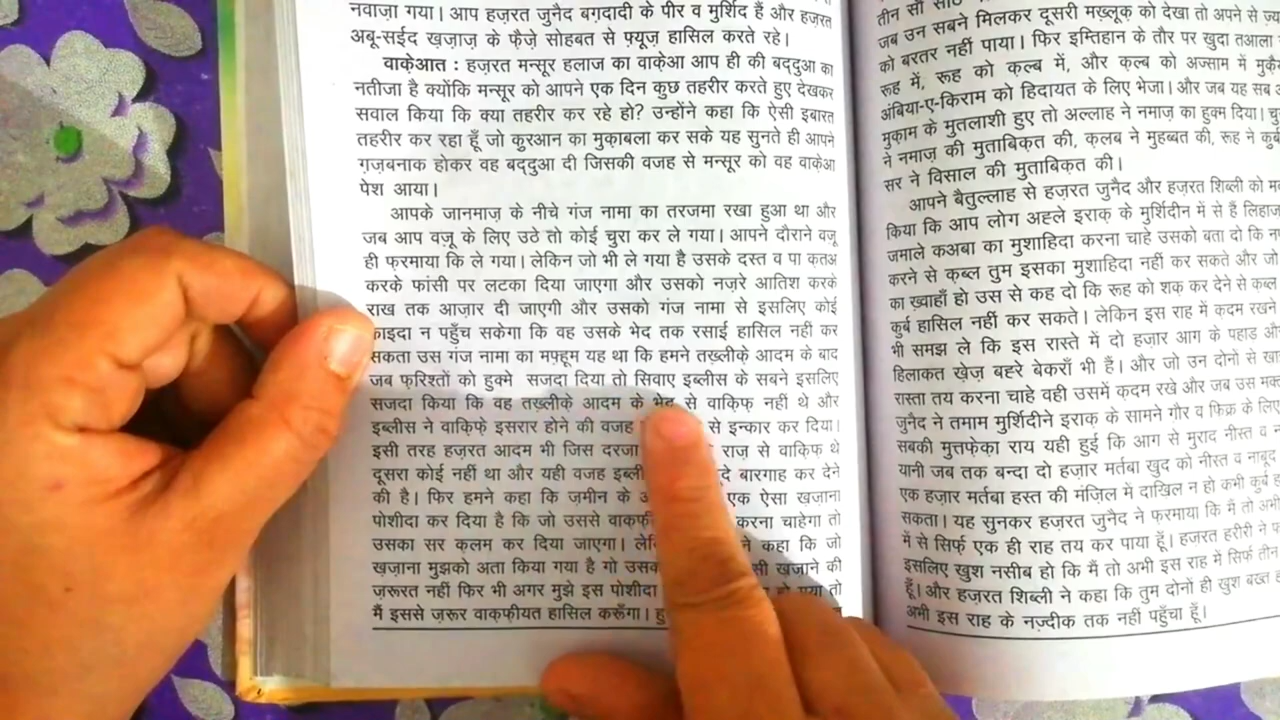 नवाज़ा गया। आप हज़रत जुनैद बग़दादी के पीर व मुर्शिद हैं और हज़रत
अबू-सईद ख़ज़ाज़ के फ़ैज़े सोहबत से फ़्यूज़ हासिल करते रहे।
वाक़ेआत : हज़रत मन्सूर हलाज का वाक़ेआ आप ही की बद्दुआ का
नतीजा है क्योंकि मन्सूर को आपने एक दिन कुछ तहरीर करते हुए देखकर
सवाल किया कि क्या तहरीर कर रहे हो? उन्होंने कहा कि ऐसी इबारत
तहरीर कर रहा हूँ जो क़ुरआन का मुक़ाबला कर सके यह सुनते ही आपने
ग़ज़बनाक होकर वह बद्दुआ दी जिसकी वजह से मन्सूर को वह वाक़ेआ
पेश आया।
आपके जानमाज़ के नीचे गंज नामा का तरजमा रखा हुआ था और
जब आप वज़ू के लिए उठे तो कोई चुरा कर ले गया। आपने दौराने वज़ू
ही फ़रमाया कि ले गया। लेकिन जो भी ले गया है उसके दस्त व पा क़तअ
करके फांसी पर लटका दिया जाएगा और उसको नज़रे आतिश करके
राख तक आज़ार दी जाएगी और उसको गंज नामा से इसलिए कोई
फ़ाइदा न पहुँच सकेगा कि वह उसके भेद तक रसाई हासिल नहीं कर
सकता उस गंज नामा का मफ़्हूम यह था कि हमने तख़्लीक़े आदम के बाद
जब फ़रिश्तों को हुक्मे सजदा दिया तो सिवाए इब्लीस के सबने इसलिए
सजदा किया कि वह तख़्लीक़े आदम के भेद से वाक़िफ़ नहीं थे और
इब्लीस ने वाक़िफ़े इसरार होने की वजह से इन्कार कर दिया।
इसी तरह हज़रत आदम भी जिस दरजा राज़ से वाक़िफ़ थे
दूसरा कोई नहीं था और यही वजह बारगाह कर देने
की है। फिर हमने कहा कि ज़मीन के एक ऐसा ख़ज़ाना
पोशीदा कर दिया है कि जो उससे करना चाहेगा तो
उसका सर क़लम कर दिया जाएगा। ने कहा कि जो
ख़ज़ाना मुझको अता किया गया है गो ख़ज़ाने की
ज़रूरत नहीं फिर भी अगर मुझे इस पोशीदा हो गया तो
मैं इससे ज़रूर वाक़्फ़ीयत हासिल करूँगा।
तीन सौ साठ
जब उन सबने मिलकर दूसरी मख़्लूक़ को देखा तो अपने से
को बरतर नहीं पाया। फिर इम्तिहान के तौर पर ख़ुदा तआला
रूह में, रूह को क़ल्ब में, और क़ल्ब को अज्साम में
अंबिया-ए-किराम को हिदायत के लिए भेजा। और जब यह सब
मुक़ाम के मुतलाशी हुए तो अल्लाह ने नमाज़ का हुक्म दिया।
ने नमाज़ की मुताबिक़त की, क़लब ने मुहब्बत की, रूह ने
सर ने विसाल की मुताबिक़त की।
आपने बैतुल्लाह से हज़रत जुनैद और हज़रत शिब्ली को
किया कि आप लोग अह्ले इराक़ के मुर्शिदीन में से हैं
जमाले कअबा का मुशाहिदा करना चाहे उसको बता दो कि
करने से क़ब्ल तुम इसका मुशाहिदा नहीं कर सकते और जो
का ख़्वाहाँ हो उस से कह दो कि रूह को शक़ कर देने से क़ब्ल
कुर्ब हासिल नहीं कर सकते। लेकिन इस राह में क़दम रखने
भी समझ ले कि इस रास्ते में दो हज़ार आग के पहाड़
हिलाकत ख़ेज़ बह्रे बेकराँ भी हैं। और जो उन दोनों से
रास्ता तय करना चाहे वही उसमें क़दम रखे और जब उस
जुनैद ने तमाम मुर्शिदीने इराक़ के सामने ग़ौर व फ़िक्र के लिए
सबकी मुत्तफ़ेक़ा राय यही हुई कि आग से मुराद नीस्त व
यानी जब तक बन्दा दो हज़ार मर्तबा ख़ुद को नीस्त व नाबूद
एक हज़ार मर्तबा हस्त की मंज़िल में दाख़िल न हो कभी क़ुर्ब
सकता। यह सुनकर हज़रत जुनैद ने फ़रमाया कि मैं तो अभी
में से सिर्फ़ एक ही राह तय कर पाया हूँ। हज़रत हरीरी ने
इसलिए ख़ुश नसीब हो कि मैं तो अभी इस राह में सिर्फ़ तीन
हूँ। और हज़रत शिब्ली ने कहा कि तुम दोनों ही ख़ुश बख़्त
अभी इस राह के नज़्दीक तक नहीं पहुँचा हूँ।